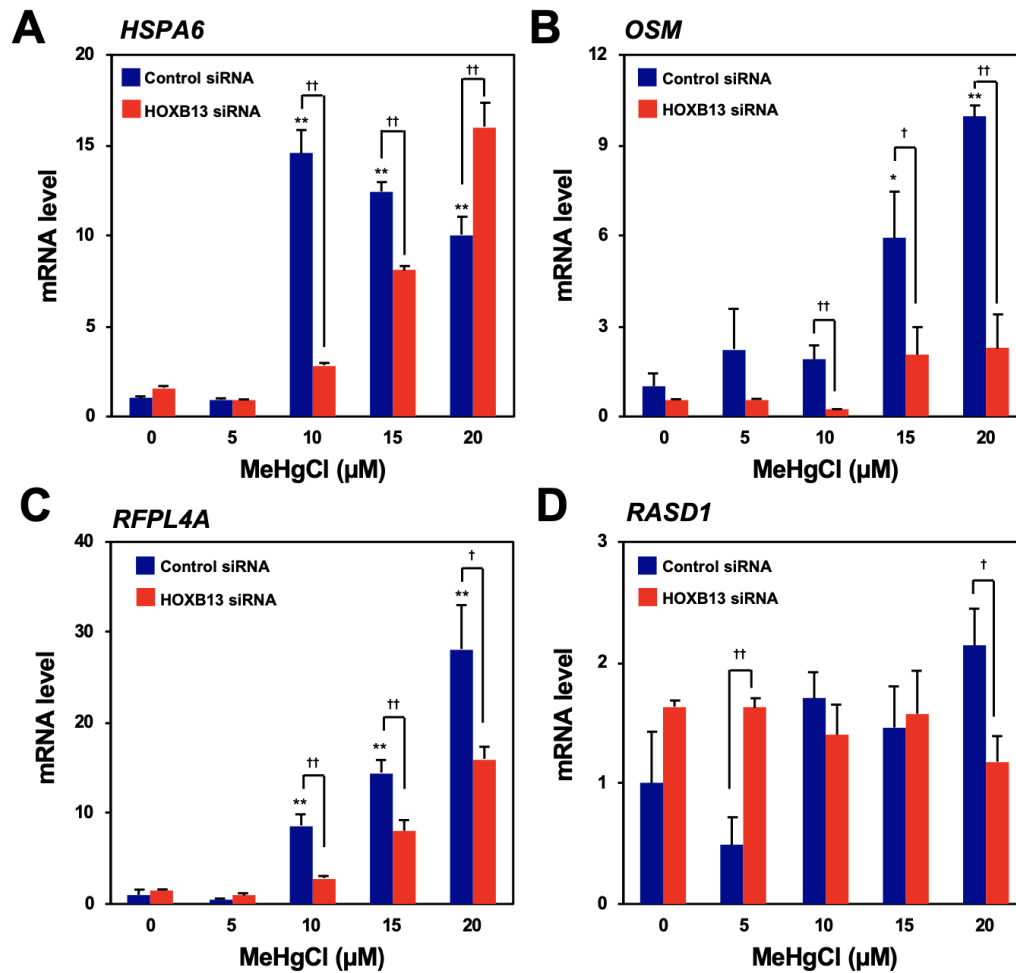 A HSPA6
mRNA level
20
15
10
5
0
Control siRNA
HOXB13 siRNA
††
**
††
**
††
**
0 5 10 15 20
MeHgCl (µM)
B OSM
mRNA level
12
9
6
3
0
Control siRNA
HOXB13 siRNA
††
†
*
††
**
0 5 10 15 20
MeHgCl (µM)
C RFPL4A
mRNA level
40
30
20
10
0
Control siRNA
HOXB13 siRNA
††
**
††
**
†
**
0 5 10 15 20
MeHgCl (µM)
D RASD1
mRNA level
3
2
1
0
Control siRNA
HOXB13 siRNA
††
†
0 5 10 15 20
MeHgCl (µM)